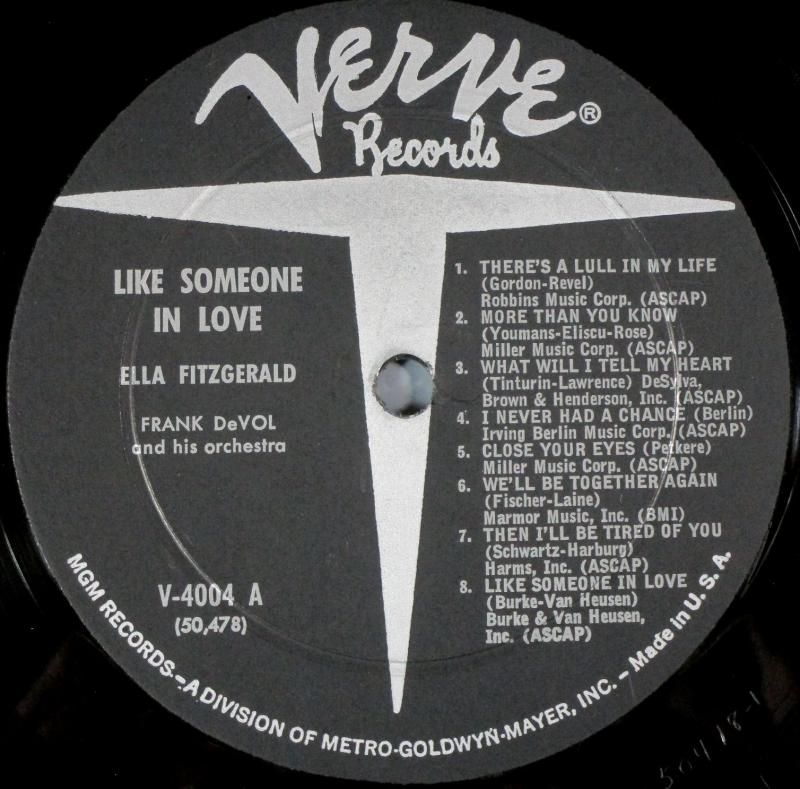 Verve ®
Records
LIKE SOMEONE
IN LOVE
ELLA FITZGERALD
FRANK DeVOL
and his orchestra
V-4004 A
(50,478)
1. THERE'S A LULL IN MY LIFE
(Gordon-Revel)
Robbins Music Corp. (ASCAP)
2. MORE THAN YOU KNOW
(Youmans-Eliscu-Rose)
Miller Music Corp. (ASCAP)
3. WHAT WILL I TELL MY HEART
(Tinturin-Lawrence) DeSylva,
Brown & Henderson, Inc. (ASCAP)
4. I NEVER HAD A CHANCE (Berlin)
Irving Berlin Music Corp. (ASCAP)
5. CLOSE YOUR EYES (Petkere)
Miller Music Corp. (ASCAP)
6. WE'LL BE TOGETHER AGAIN
(Fischer-Laine)
Marmor Music, Inc. (BMI)
7. THEN I'LL BE TIRED OF YOU
(Schwartz-Harburg)
Harms, Inc. (ASCAP)
8. LIKE SOMEONE IN LOVE
(Burke-Van Heusen)
Burke & Van Heusen,
Inc. (ASCAP)
MGM RECORDS–A DIVISION OF METRO-GOLDWYN-MAYER, INC.–Made in U. S. A.